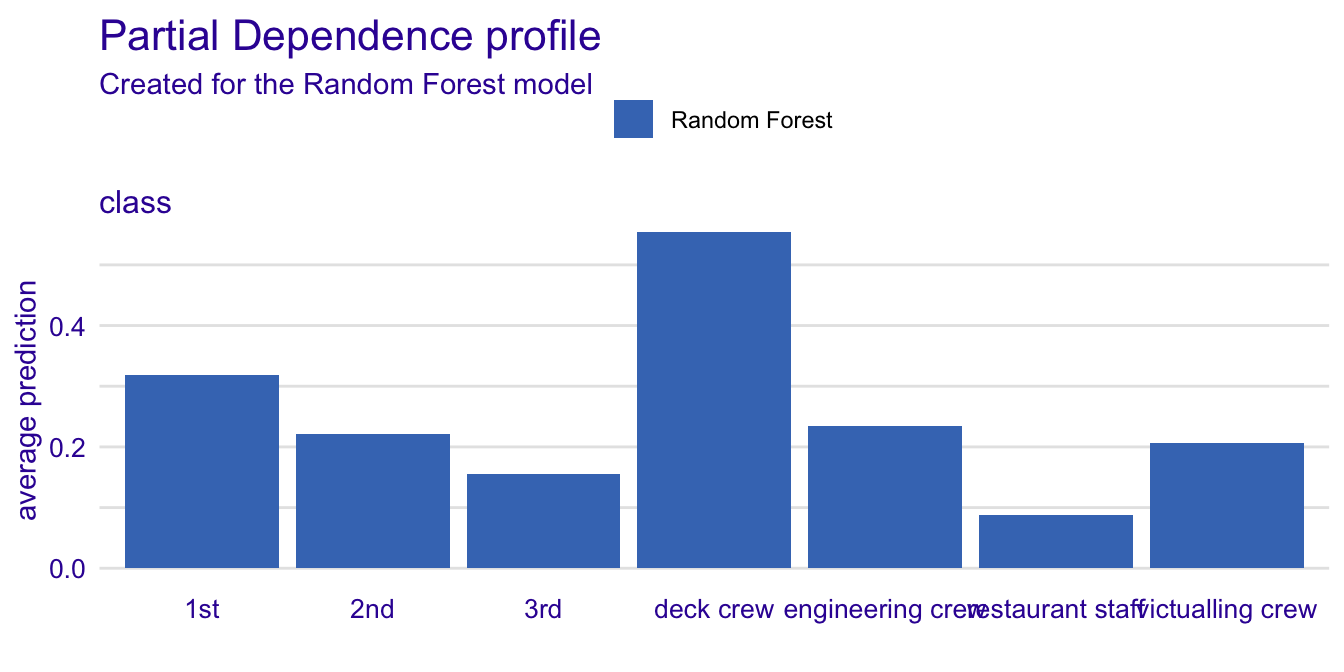 Partial Dependence profile
Created for the Random Forest model
Random Forest
class
average prediction
0.4
0.2
0.0
1st 2nd 3rd deck crew engineering crew restaurant staff victualling crew